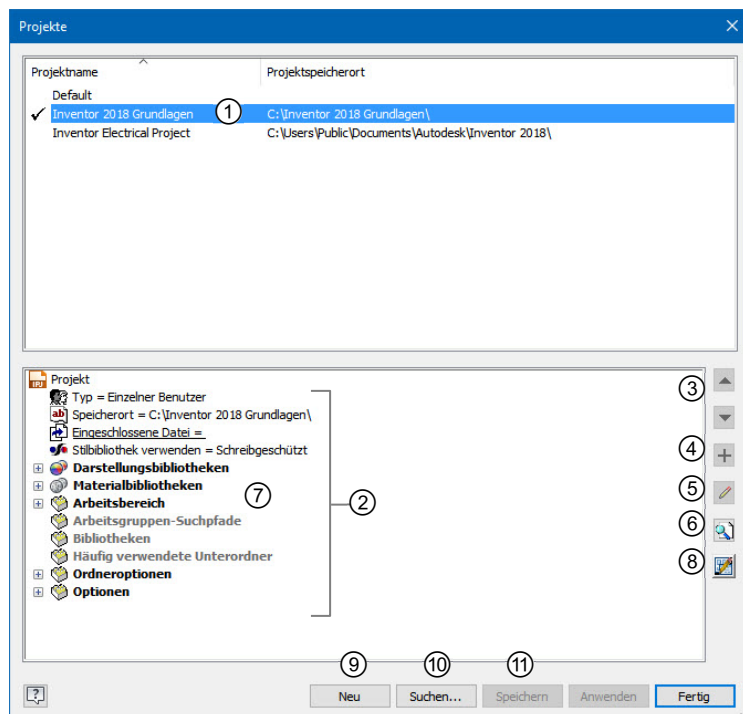 Projekte
Projektname Projektspeicherort
Default
Inventor 2018 Grundlagen ① C:\Inventor 2018 Grundlagen\
Inventor Electrical Project C:\Users\Public\Documents\Autodesk\Inventor 2018\
IPJ Projekt
③
Typ = Einzelner Benutzer
ab Speicherort = C:\Inventor 2018 Grundlagen\
Eingeschlossene Datei =
④
Stilbibliothek verwenden = Schreibgeschützt
Darstellungsbibliotheken
Materialbibliotheken
⑤
⑦
②
Arbeitsbereich
Arbeitsgruppen-Suchpfade
⑥
Bibliotheken
Häufig verwendete Unterordner
⑧
Ordneroptionen
Optionen
⑨ ⑩ ⑪
? Neu Suchen... Speichern Anwenden Fertig